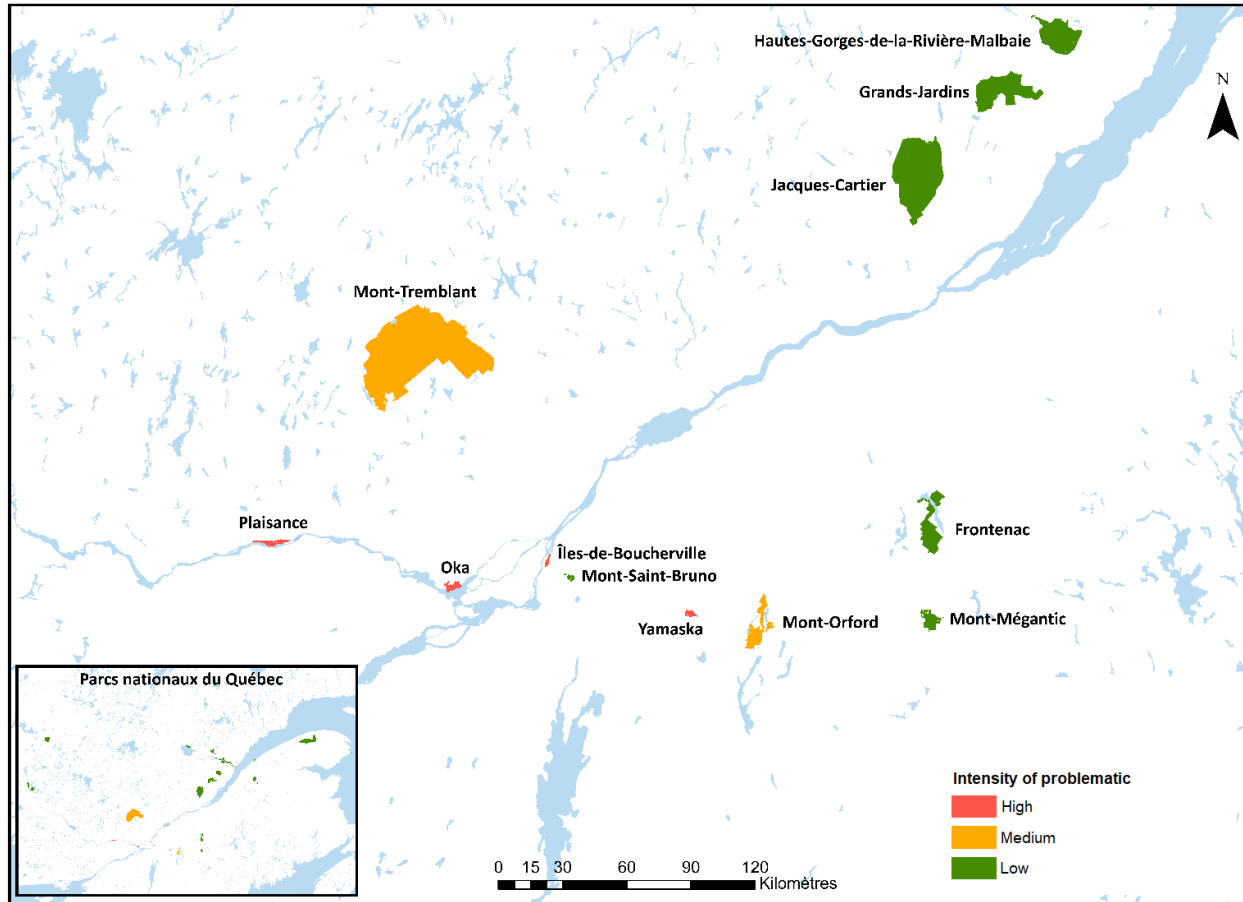 Hautes-Gorges-de-la-Rivière-Malbaie
Grands-Jardins
N
Jacques-Cartier
Mont-Tremblant
Plaisance
Frontenac
Îles-de-Boucherville
Oka
Mont-Saint-Bruno
Yamaska
Mont-Orford
Mont-Mégantic
Parcs nationaux du Québec
Intensity of problematic
High
Medium
Low
0 15 30 60 90 120
Kilomètres